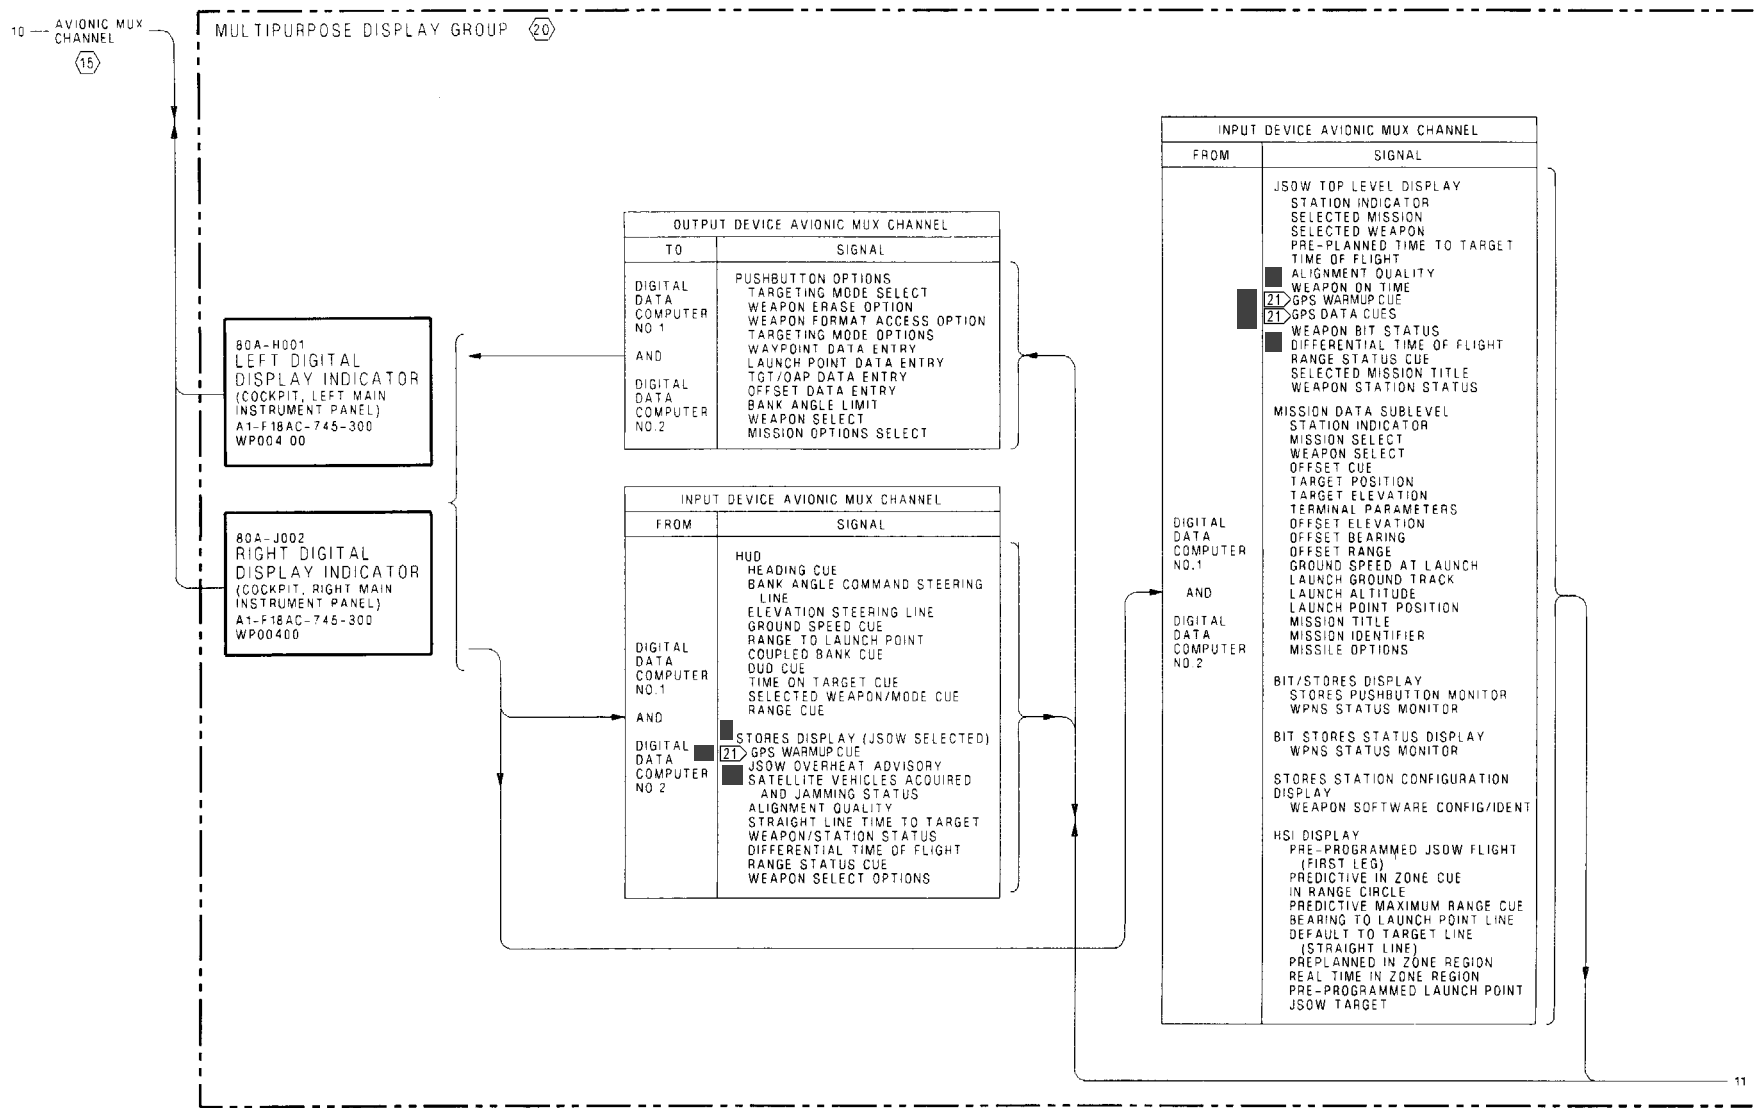 10
AVIONIC MUX
CHANNEL
15
MULTIPURPOSE DISPLAY GROUP 20
80A-H001
LEFT DIGITAL
DISPLAY INDICATOR
(COCKPIT, LEFT MAIN
INSTRUMENT PANEL)
A1-F18AC-745-300
WP004 00
80A-J002
RIGHT DIGITAL
DISPLAY INDICATOR
(COCKPIT, RIGHT MAIN
INSTRUMENT PANEL)
A1-F18AC-745-300
WP00400
OUTPUT DEVICE AVIONIC MUX CHANNEL
TO
SIGNAL
DIGITAL
DATA
COMPUTER
NO 1
AND
DIGITAL
DATA
COMPUTER
NO.2
PUSHBUTTON OPTIONS
TARGETING MODE SELECT
WEAPON ERASE OPTION
WEAPON FORMAT ACCESS OPTION
TARGETING MODE OPTIONS
WAYPOINT DATA ENTRY
LAUNCH POINT DATA ENTRY
TGT/OAP DATA ENTRY
OFFSET DATA ENTRY
BANK ANGLE LIMIT
WEAPON SELECT
MISSION OPTIONS SELECT
INPUT DEVICE AVIONIC MUX CHANNEL
FROM
SIGNAL
DIGITAL
DATA
COMPUTER
NO.1
AND
DIGITAL
DATA
COMPUTER
NO 2
HUD
HEADING CUE
BANK ANGLE COMMAND STEERING
LINE
ELEVATION STEERING LINE
GROUND SPEED CUE
RANGE TO LAUNCH POINT
COUPLED BANK CUE
DUD CUE
TIME ON TARGET CUE
SELECTED WEAPON/MODE CUE
RANGE CUE
STORES DISPLAY (JSOW SELECTED)
21 GPS WARMUP CUE
JSOW OVERHEAT ADVISORY
SATELLITE VEHICLES ACQUIRED
AND JAMMING STATUS
ALIGNMENT QUALITY
STRAIGHT LINE TIME TO TARGET
WEAPON/STATION STATUS
DIFFERENTIAL TIME OF FLIGHT
RANGE STATUS CUE
WEAPON SELECT OPTIONS
INPUT DEVICE AVIONIC MUX CHANNEL
FROM
SIGNAL
DIGITAL
DATA
COMPUTER
NO.1
AND
DIGITAL
DATA
COMPUTER
NO.2
JSOW TOP LEVEL DISPLAY
STATION INDICATOR
SELECTED MISSION
SELECTED WEAPON
PRE-PLANNED TIME TO TARGET
TIME OF FLIGHT
ALIGNMENT QUALITY
WEAPON ON TIME
21 GPS WARMUP CUE
21 GPS DATA CUES
WEAPON BIT STATUS
DIFFERENTIAL TIME OF FLIGHT
RANGE STATUS CUE
SELECTED MISSION TITLE
WEAPON STATION STATUS
MISSION DATA SUBLEVEL
STATION INDICATOR
MISSION SELECT
WEAPON SELECT
OFFSET CUE
TARGET POSITION
TARGET ELEVATION
TERMINAL PARAMETERS
OFFSET ELEVATION
OFFSET BEARING
OFFSET RANGE
GROUND SPEED AT LAUNCH
LAUNCH GROUND TRACK
LAUNCH ALTITUDE
LAUNCH POINT POSITION
MISSION TITLE
MISSION IDENTIFIER
MISSILE OPTIONS
BIT/STORES DISPLAY
STORES PUSHBUTTON MONITOR
WPNS STATUS MONITOR
BIT STORES STATUS DISPLAY
WPNS STATUS MONITOR
STORES STATION CONFIGURATION
DISPLAY
WEAPON SOFTWARE CONFIG/IDENT
HSI DISPLAY
PRE-PROGRAMMED JSOW FLIGHT
(FIRST LEG)
PREDICTIVE IN ZONE CUE
IN RANGE CIRCLE
PREDICTIVE MAXIMUM RANGE CUE
BEARING TO LAUNCH POINT LINE
DEFAULT TO TARGET LINE
(STRAIGHT LINE)
PREPLANNED IN ZONE REGION
REAL TIME IN ZONE REGION
PRE-PROGRAMMED LAUNCH POINT
JSOW TARGET
11